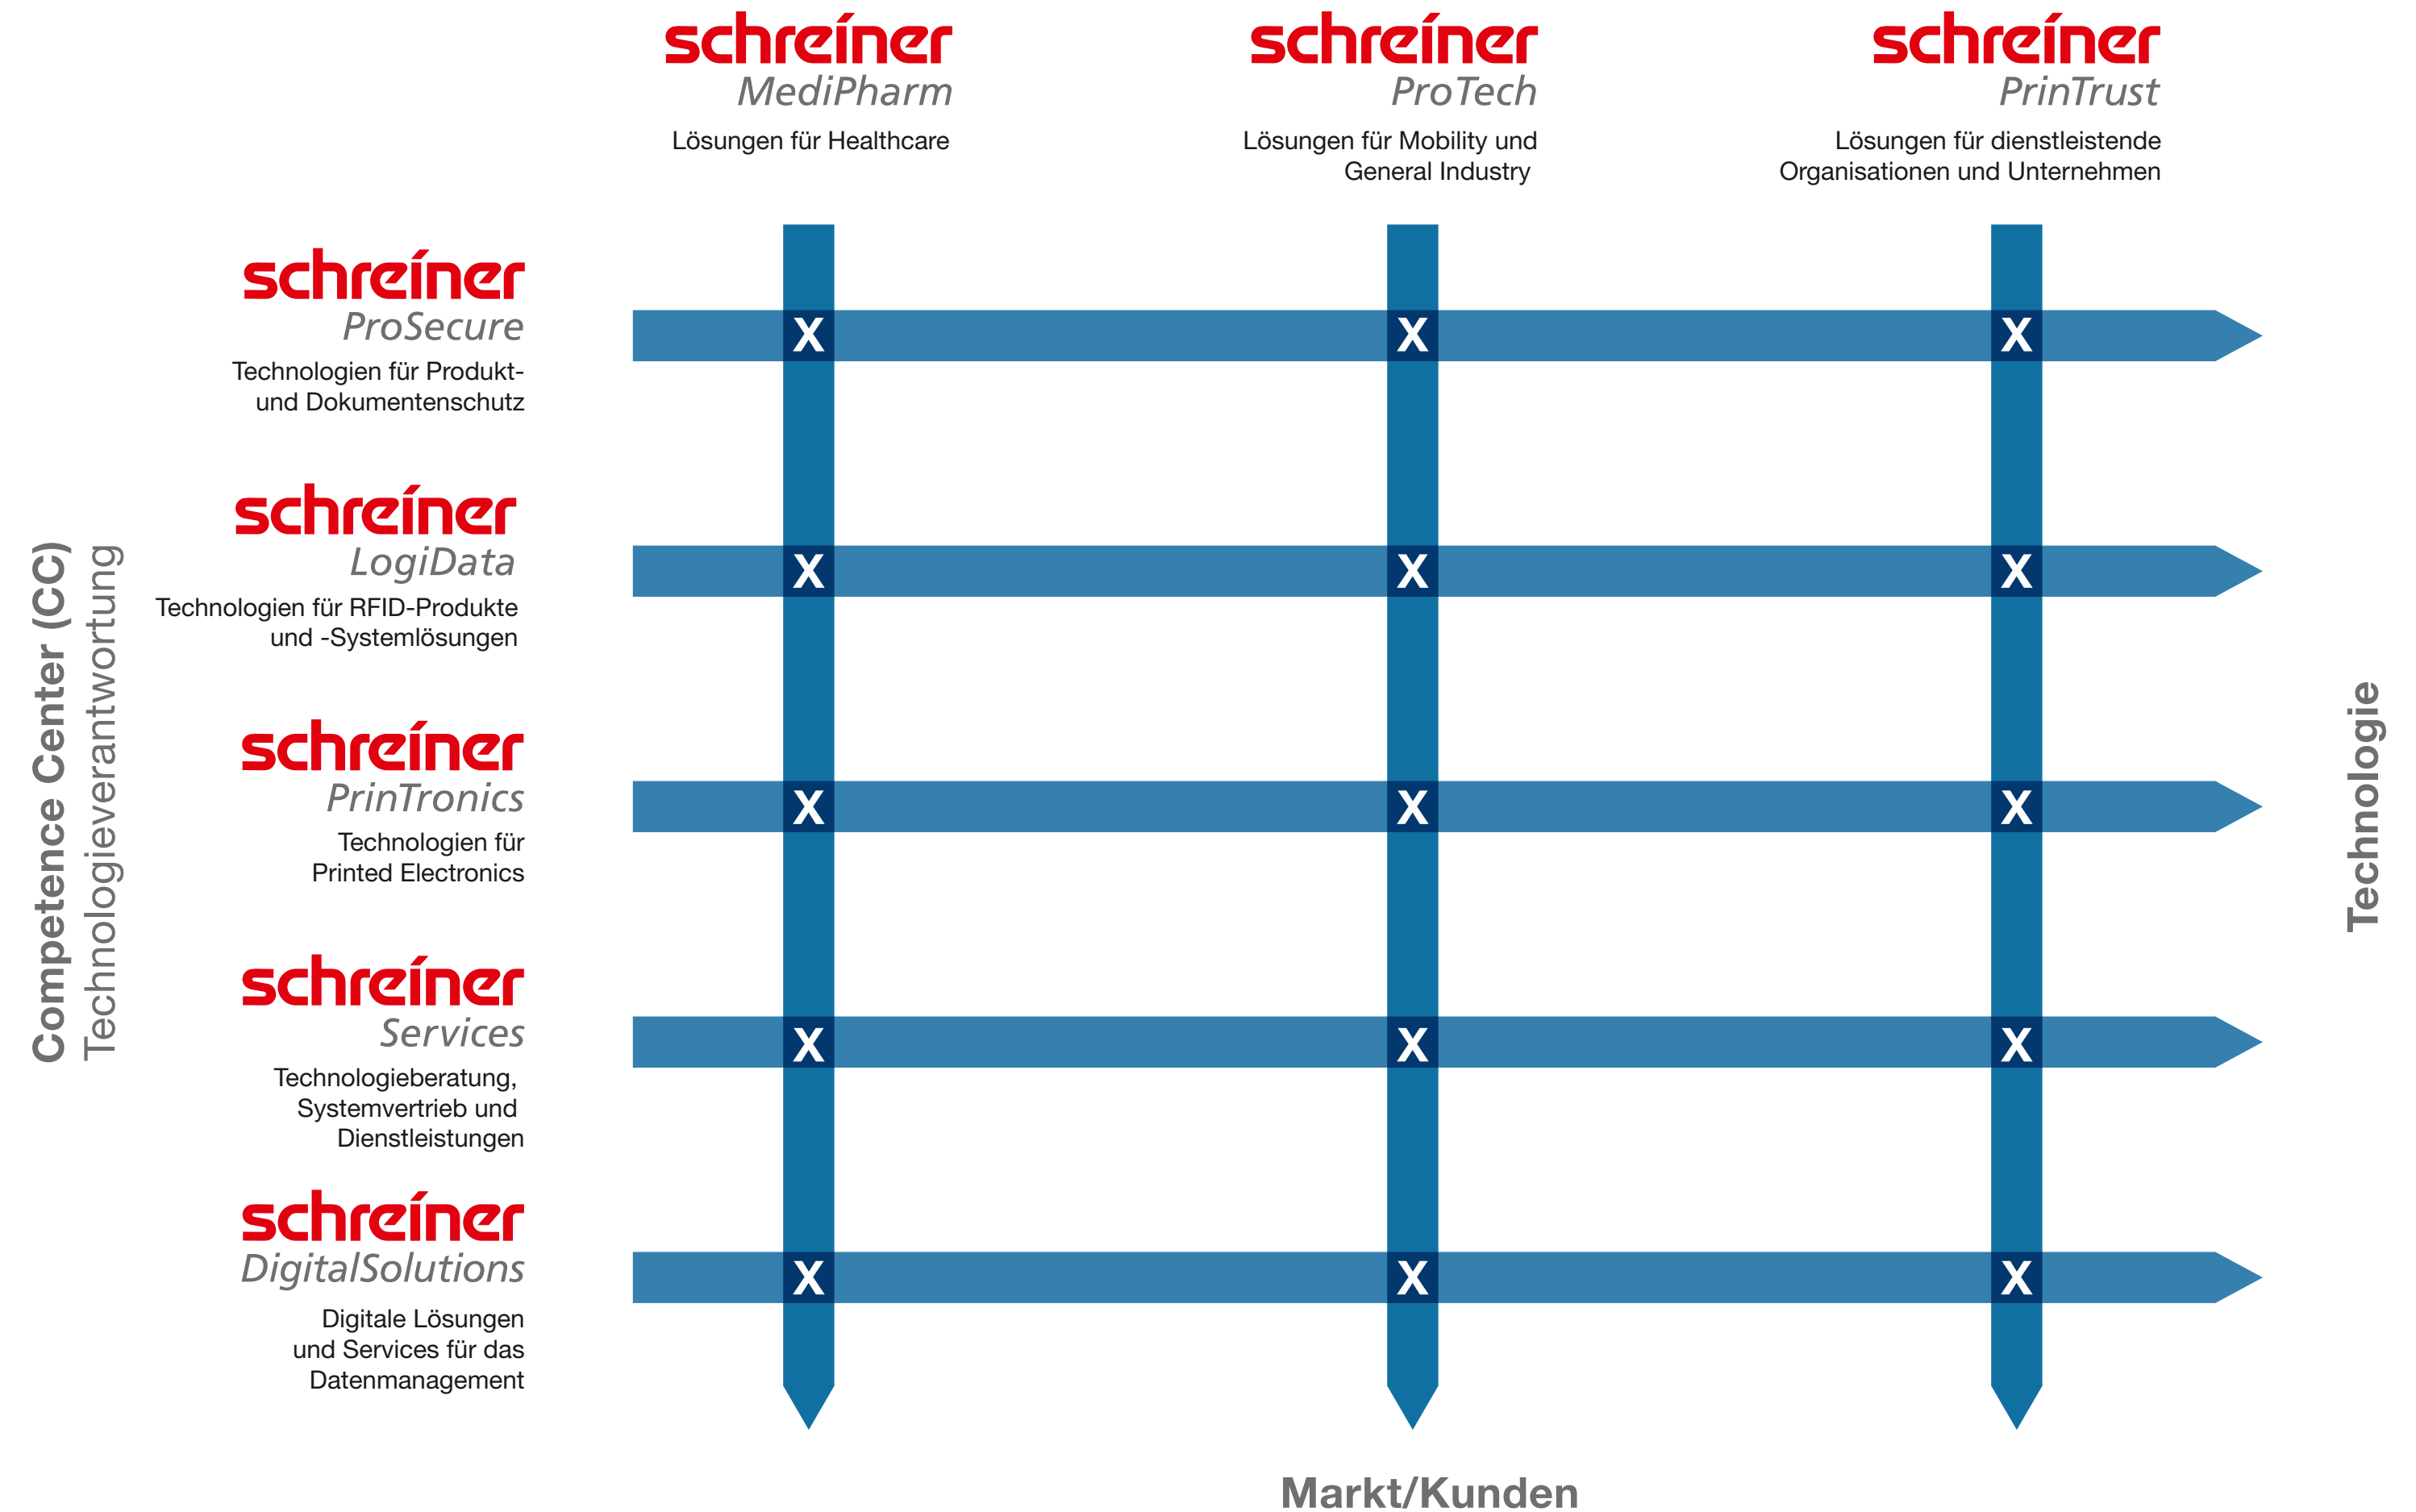 schreiner
MediPharm
Lösungen für Healthcare
schreiner
ProTech
Lösungen für Mobility und
General Industry
schreiner
PrinTrust
Lösungen für dienstleistende
Organisationen und Unternehmen
Competence Center (CC)
Technologieverantwortung
schreiner
ProSecure
Technologien für Produkt-
und Dokumentenschutz
X X X
schreiner
LogiData
Technologien für RFID-Produkte
und -Systemlösungen
X X X
schreiner
PrinTronics
Technologien für
Printed Electronics
X X X
schreiner
Services
Technologieberatung,
Systemvertrieb und
Dienstleistungen
X X X
schreiner
DigitalSolutions
Digitale Lösungen
und Services für das
Datenmanagement
X X X
Technologie
Markt/Kunden